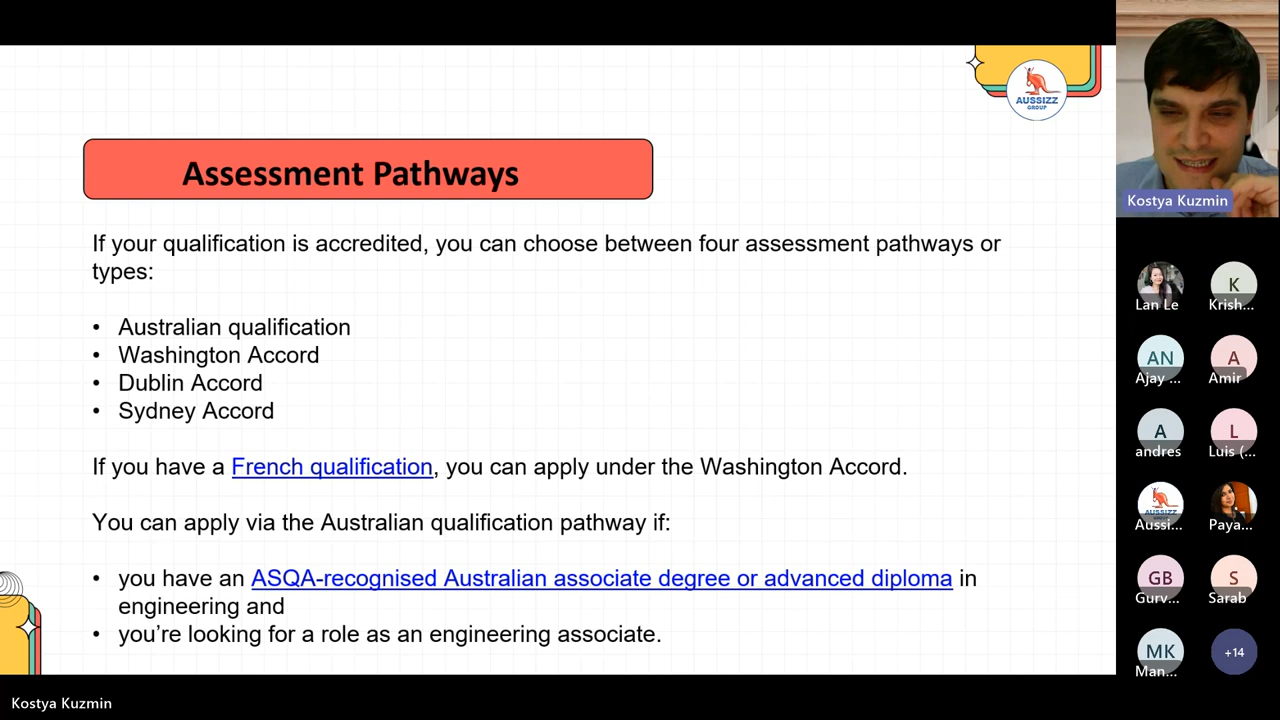 AUSSIZZ
GROUP
Assessment Pathways
If your qualification is accredited, you can choose between four assessment pathways or
types:
• Australian qualification
• Washington Accord
• Dublin Accord
• Sydney Accord
If you have a French qualification, you can apply under the Washington Accord.
You can apply via the Australian qualification pathway if:
• you have an ASQA-recognised Australian associate degree or advanced diploma in
engineering and
• you're looking for a role as an engineering associate.
Kostya Kuzmin
Lan Le
K
Krish...
AN
Ajay ...
A
Amir
A
andres
L
Luis (...
AUSSIZZ
Aussi...
Paya...
GB
Gurv...
S
Sarab
MK
Man...
+14
Kostya Kuzmin